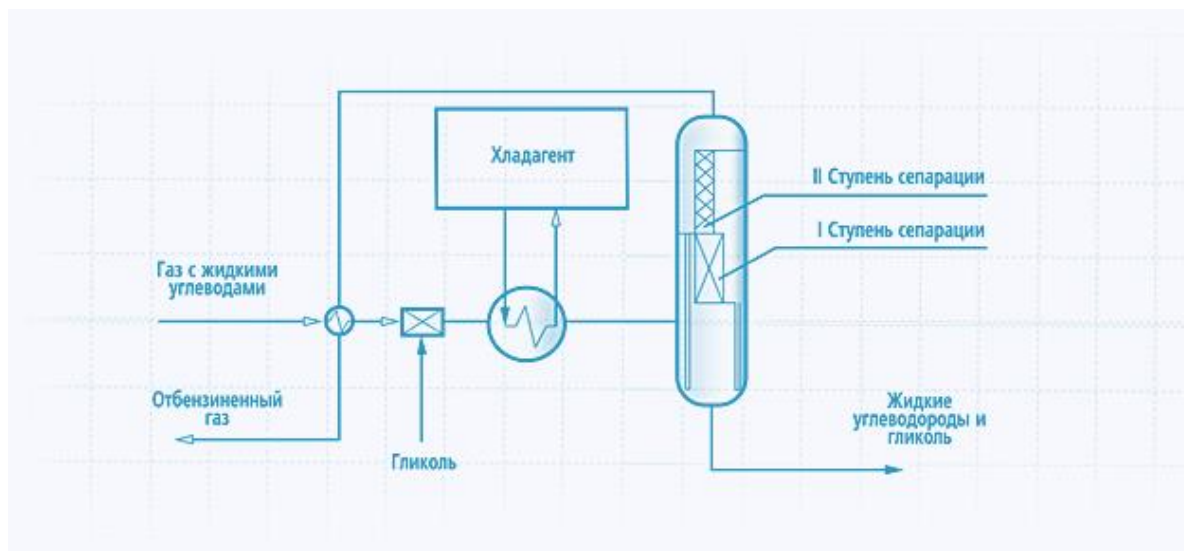 Хладагент
II Ступень сепарации
I Ступень сепарации
Газ с жидкими
углеводами
Отбензиненный
газ
Гликоль
Жидкие
углеводороды и
гликоль